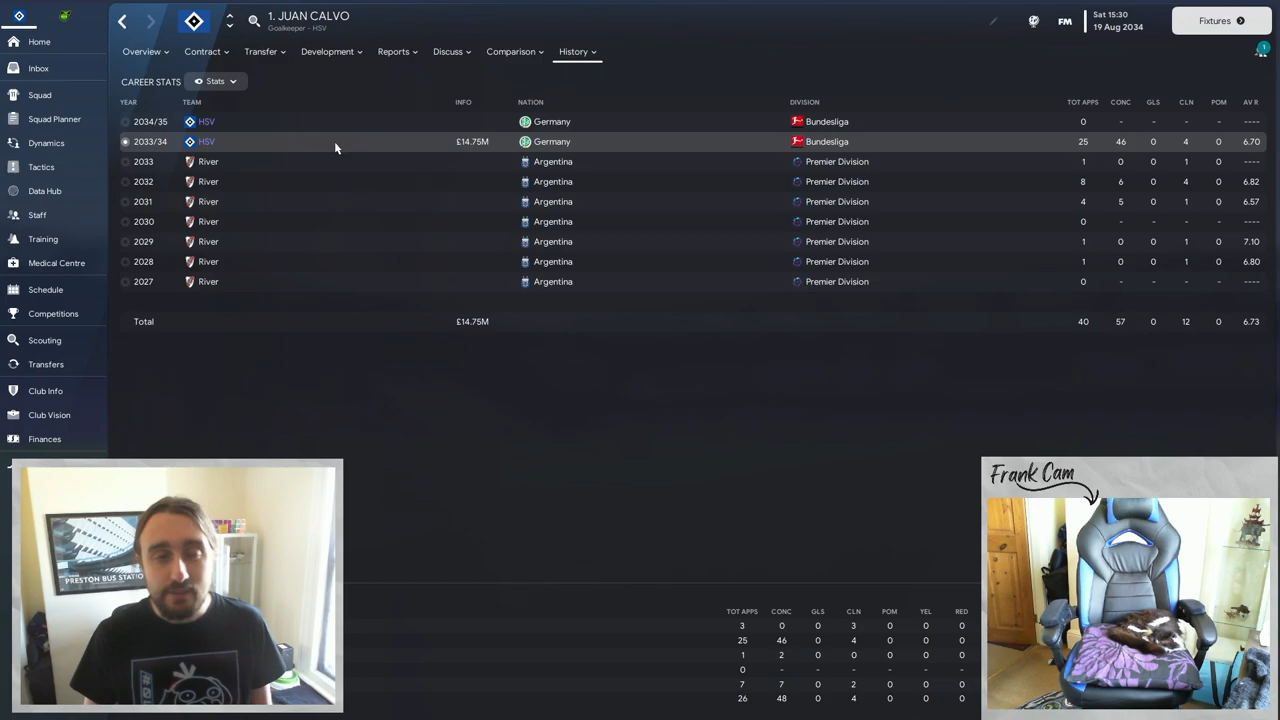 1. JUAN CALVO
Goalkeeper - HSV
FM
Sat 15:30
19 Aug 2034
Fixtures
1
Home
Inbox
Squad
Squad Planner
Dynamics
Tactics
Data Hub
Staff
Training
Medical Centre
Schedule
Competitions
Scouting
Transfers
Club Info
Club Vision
Finances
Overview Contract Transfer Development Reports Discuss Comparison History
CAREER STATS Stats
YEAR TEAM INFO NATION DIVISION TOT APPS CONC GLS CLN POM AV R
2034/35 HSV Germany Bundesliga 0 - - - - ----
2033/34 HSV £14.75M Germany Bundesliga 25 46 0 4 0 6.70
2033 River Argentina Premier Division 1 0 0 1 0 ----
2032 River Argentina Premier Division 8 6 0 4 0 6.82
2031 River Argentina Premier Division 4 5 0 1 0 6.57
2030 River Argentina Premier Division 0 - - - - ----
2029 River Argentina Premier Division 1 0 0 1 0 7.10
2028 River Argentina Premier Division 1 0 0 1 0 6.80
2027 River Argentina Premier Division 0 - - - - ----
Total £14.75M 40 57 0 12 0 6.73
TOT APPS CONC GLS CLN POM YEL RED
3 0 0 3 0 0 0
25 46 0 4 0 0 0
1 2 0 0 0 0 0
0 - - - - - -
7 7 0 2 0 0 0
26 48 0 4 0 0 0
PRESTON BUS STATIO
Frank Cam